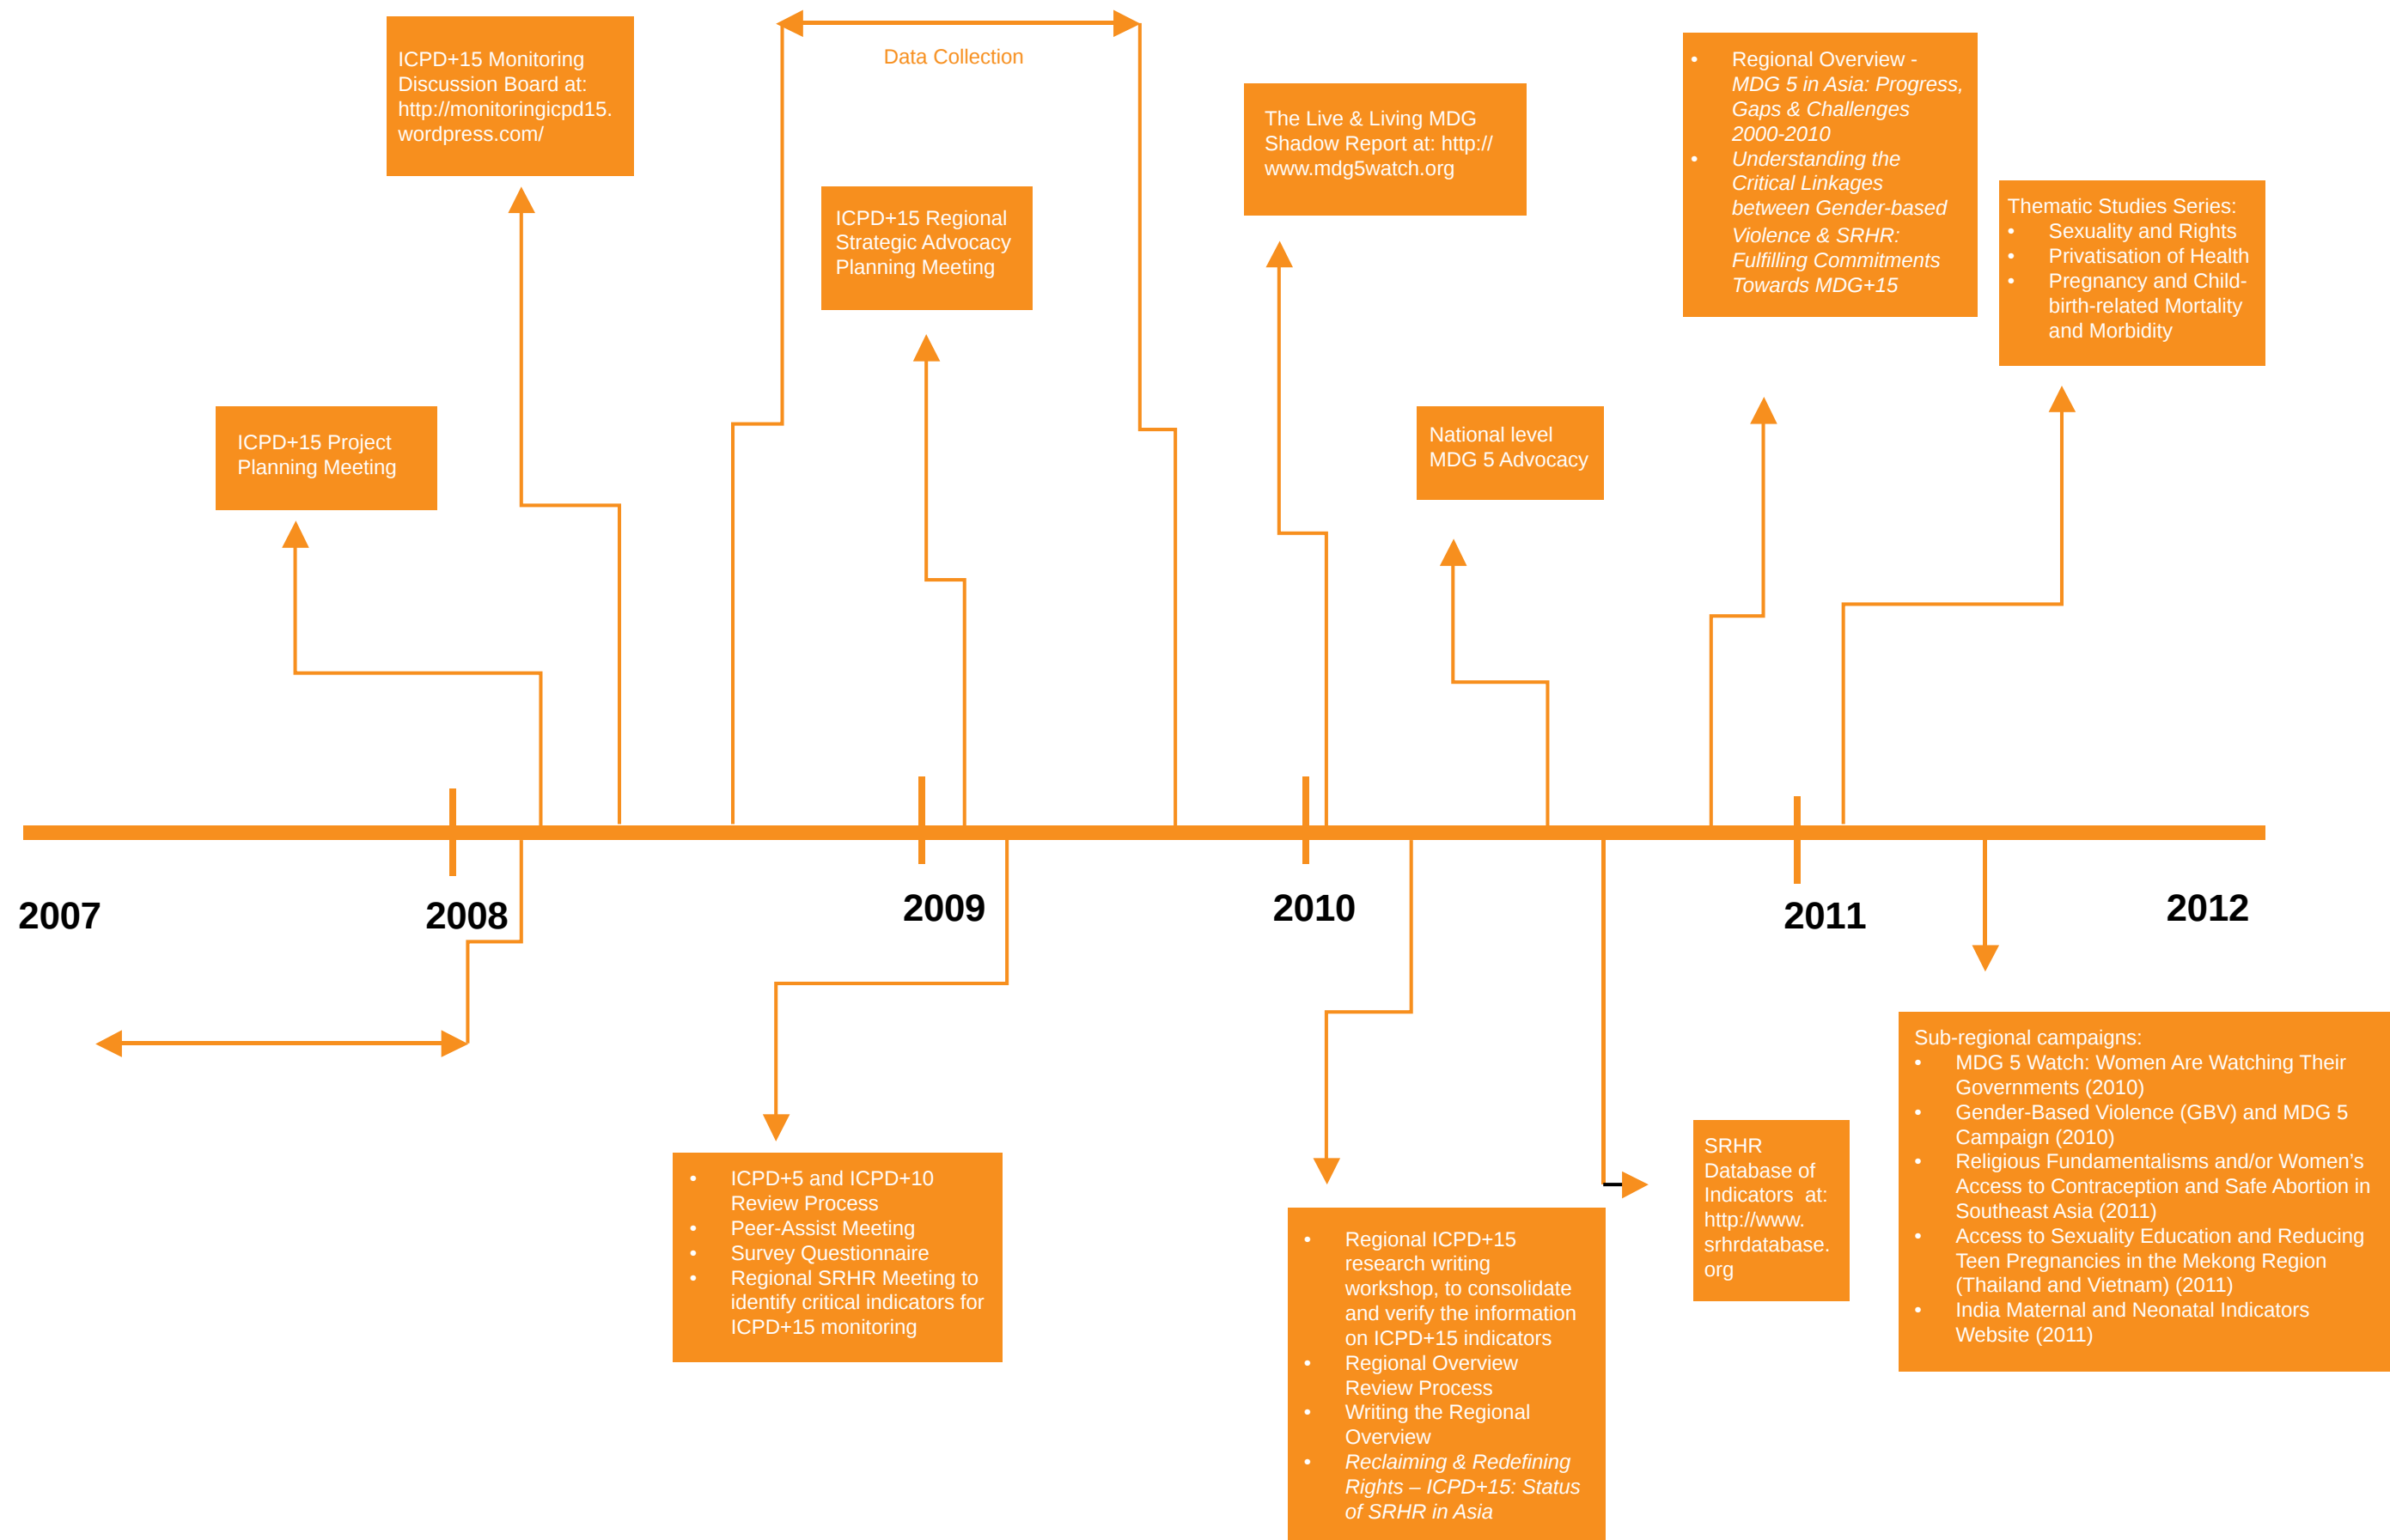 ICPD+15 Monitoring
Discussion Board at:
http://monitoringicpd15.
wordpress.com/
Data Collection
ICPD+15 Regional
Strategic Advocacy
Planning Meeting
The Live & Living MDG
Shadow Report at: http://
www.mdg5watch.org
• Regional Overview -
MDG 5 in Asia: Progress,
Gaps & Challenges
2000-2010
• Understanding the
Critical Linkages
between Gender-based
Violence & SRHR:
Fulfilling Commitments
Towards MDG+15
Thematic Studies Series:
• Sexuality and Rights
• Privatisation of Health
• Pregnancy and Child-
birth-related Mortality
and Morbidity
ICPD+15 Project
Planning Meeting
National level
MDG 5 Advocacy
2007
2008
2009
2010
2011
2012
• ICPD+5 and ICPD+10
Review Process
• Peer-Assist Meeting
• Survey Questionnaire
• Regional SRHR Meeting to
identify critical indicators for
ICPD+15 monitoring
• Regional ICPD+15
research writing
workshop, to consolidate
and verify the information
on ICPD+15 indicators
• Regional Overview
Review Process
• Writing the Regional
Overview
• Reclaiming & Redefining
Rights – ICPD+15: Status
of SRHR in Asia
SRHR
Database of
Indicators at:
http://www.
srhrdatabase.
org
Sub-regional campaigns:
• MDG 5 Watch: Women Are Watching Their
Governments (2010)
• Gender-Based Violence (GBV) and MDG 5
Campaign (2010)
• Religious Fundamentalisms and/or Women’s
Access to Contraception and Safe Abortion in
Southeast Asia (2011)
• Access to Sexuality Education and Reducing
Teen Pregnancies in the Mekong Region
(Thailand and Vietnam) (2011)
• India Maternal and Neonatal Indicators
Website (2011)